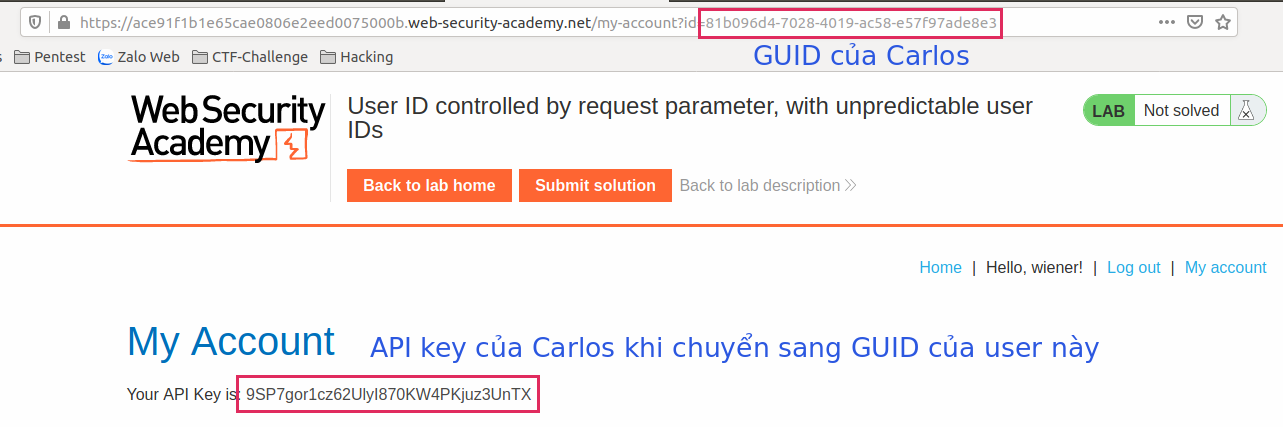 https://ace91f1b1e65cae0806e2eed0075000b.web-security-academy.net/my-account?id=81b096d4-7028-4019-ac58-e57f97ade8e3
s Pentest Zalo Zalo Web CTF-Challenge Hacking
GUID của Carlos
Web Security
Academy
User ID controlled by request parameter, with unpredictable user
IDs
LAB Not solved
Back to lab home Submit solution Back to lab description
Home | Hello, wiener! | Log out | My account
My Account API key của Carlos khi chuyển sang GUID của user này
Your API Key is: 9SP7gor1cz62UlyI870KW4PKjuz3UnTX